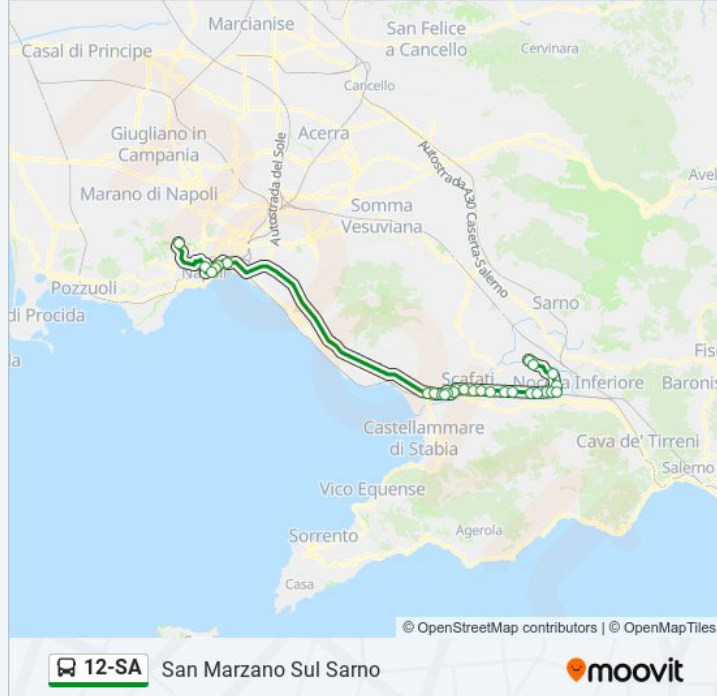 Marcianise
San Felice
a Cancello
Casal di Principe
Cervinara
Cancello
Giugliano in
Campania
Acerra
Autostrada del Sole
Autostrada A30 Caserta-Salerno
Avel
Marano di Napoli
Somma
Vesuviana
Pozzuoli
Sarno
di Procida
la
Fis
Scafati
Inferiore
Baronis
Castellammare
di Stabia
Cava de' Tirreni
Salerno
Vico Equense
Agerola
Sorrento
Casa
© OpenStreetMap contributors | © OpenMapTiles
12-SA
San Marzano Sul Sarno
moovit